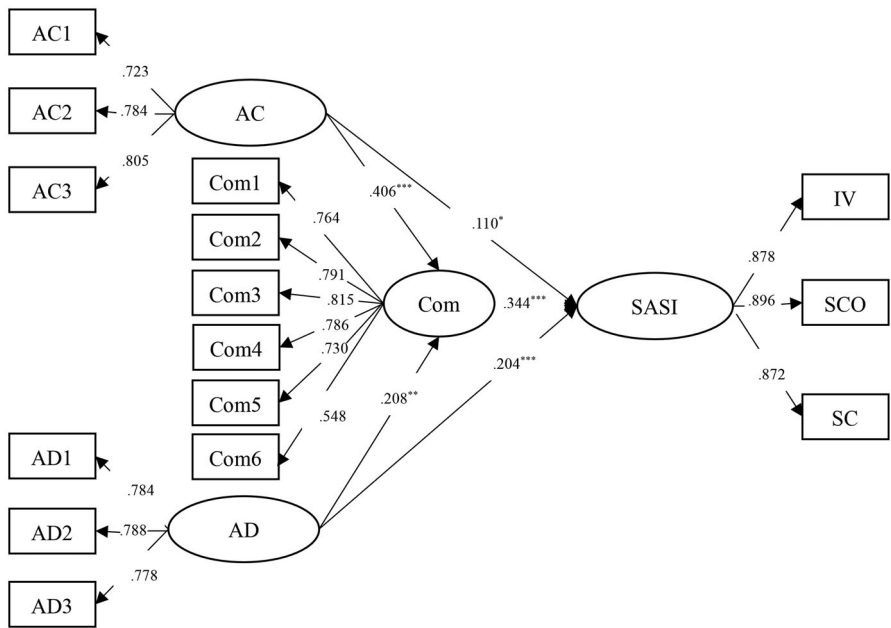 AC1
.723
AC2
.784
AC
.805
AC3
Com1
.406***
IV
.764
.110*
Com2
.878
.791
Com3
.815
Com
.344***
SASI
.896
SCO
Com4
.786
.730
.204***
.872
Com5
.208**
.548
SC
AD1
Com6
.784
AD2
.788
AD
.778
AD3